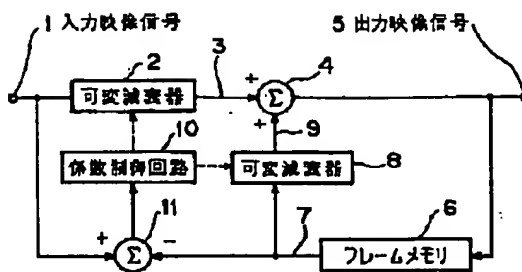 1 入力映像信号
5 出力映像信号
2
3
4
可変減衰器
+
Σ
+
9
10
係数制御回路
可変減衰器
8
11
7
6
+
Σ
−
フレームメモリ